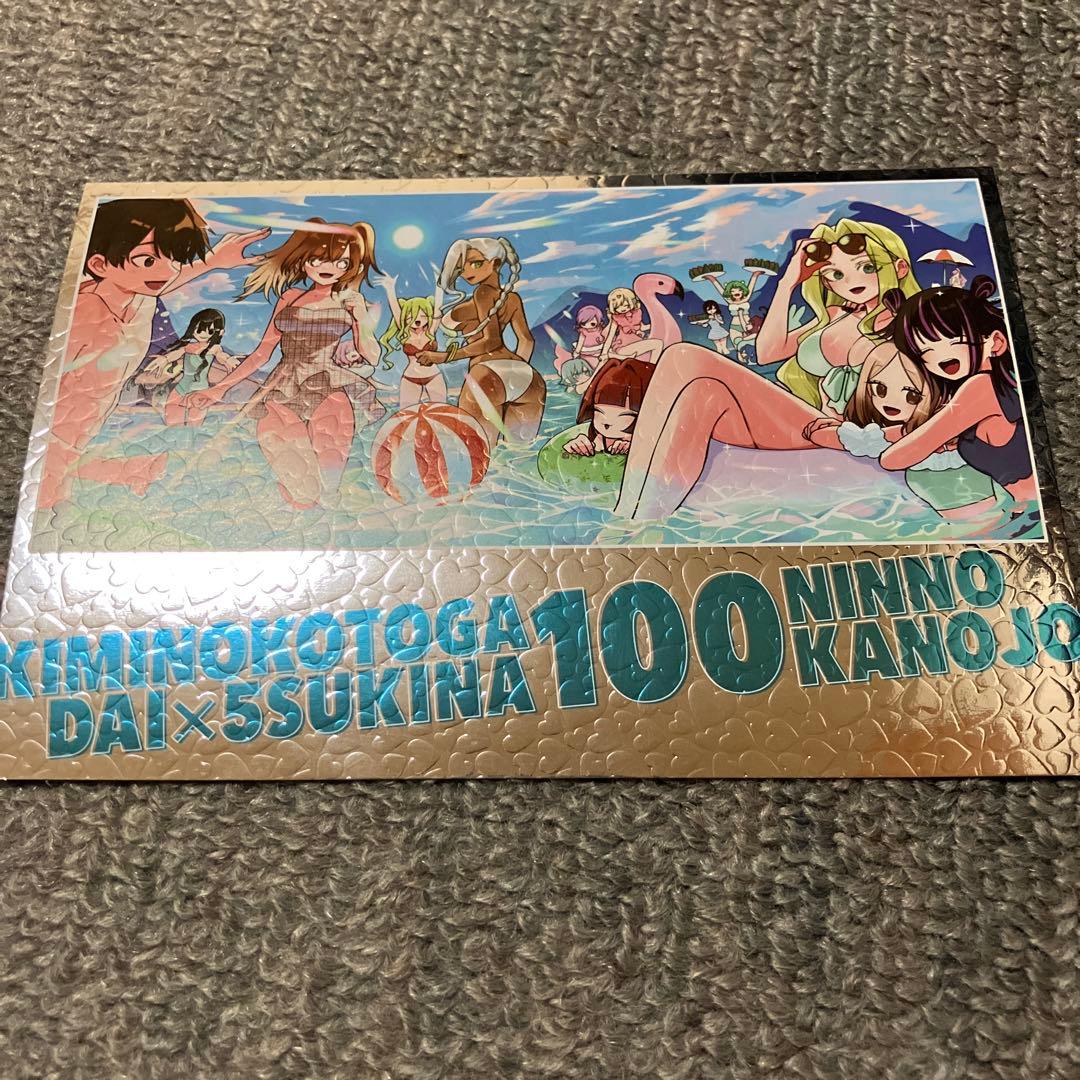 KIMINOKOTOGA
DAI×5SUKINA
100
NINNO
KANOJO